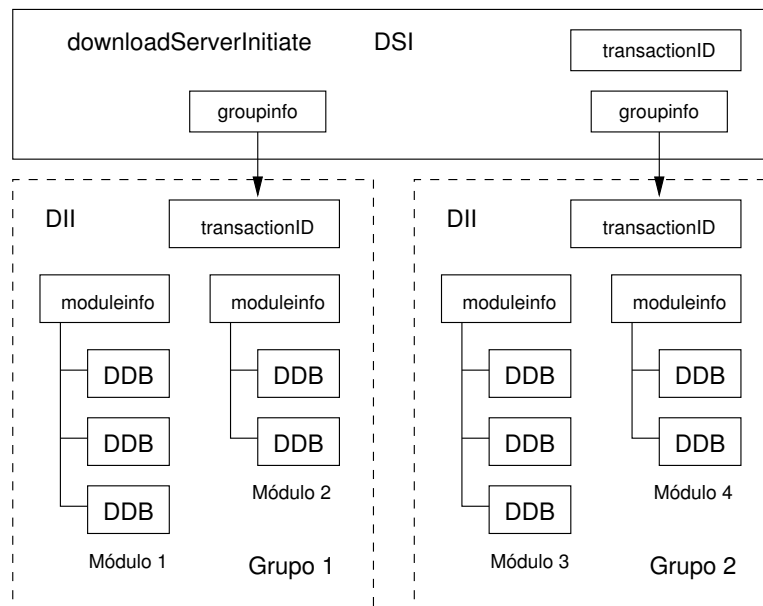 downloadServerInitiate DSI
transactionID
groupinfo
groupinfo
DII
transactionID
moduleinfo
moduleinfo
DDB
DDB
DDB
DDB
DDB
Módulo 2
Módulo 1
Grupo 1
DII
transactionID
moduleinfo
moduleinfo
DDB
DDB
DDB
DDB
DDB
Módulo 4
Módulo 3
Grupo 2